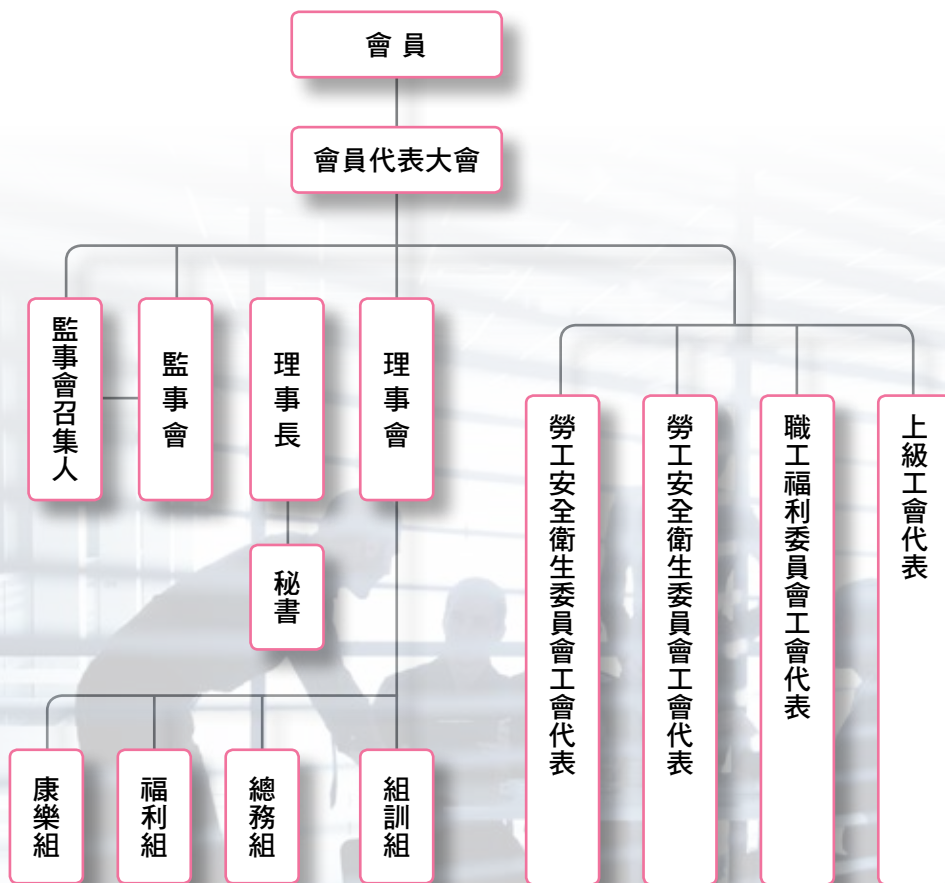 會員
會員代表大會
監事會召集人
監事會
理事長
理事會
秘書
勞工安全衛生委員會工會代表
勞工安全衛生委員會工會代表
職工福利委員會工會代表
上級工會代表
康樂組
福利組
總務組
組訓組